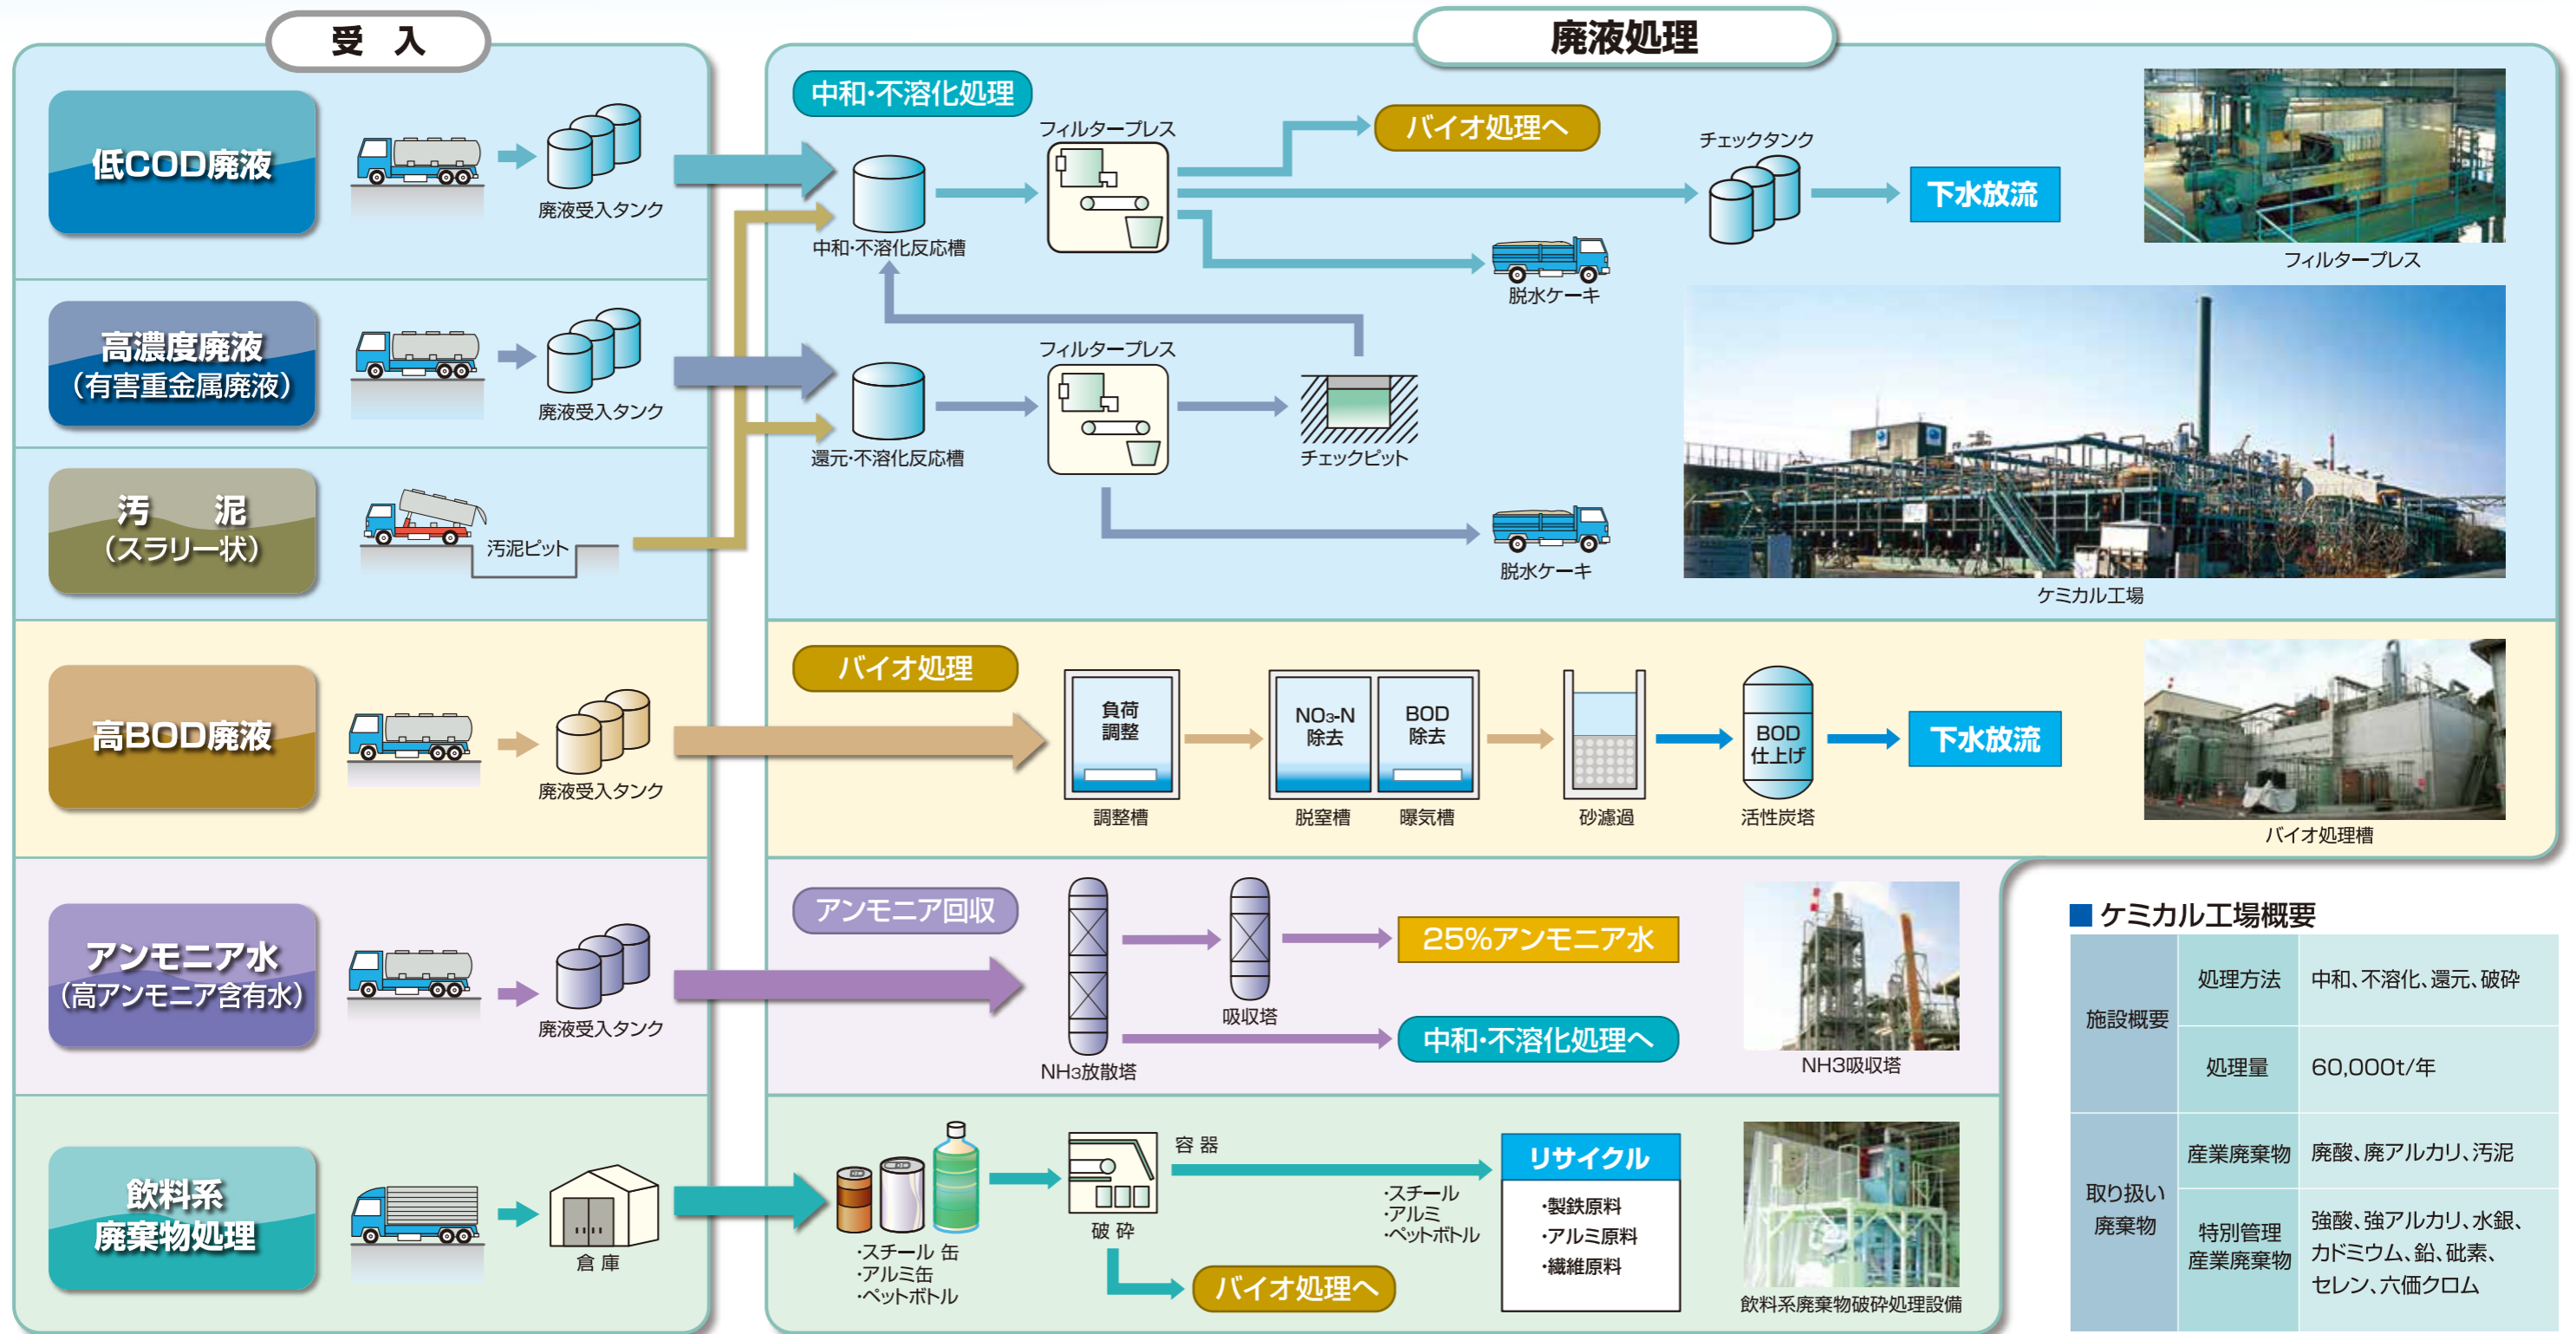 受 入
廃液処理
低COD廃液
廃液受入タンク
中和・不溶化処理
中和・不溶化反応槽
フィルタープレス
バイオ処理へ
チェックタンク
下水放流
脱水ケーキ
フィルタープレス
高濃度廃液
（有害重金属廃液）
廃液受入タンク
還元・不溶化反応槽
フィルタープレス
チェックピット
脱水ケーキ
ケミカル工場
汚 泥
（スラリー状）
汚泥ピット
高BOD廃液
廃液受入タンク
バイオ処理
負荷
調整
調整槽
NO3-N
除去
脱窒槽
BOD
除去
曝気槽
砂濾過
BOD
仕上げ
活性炭塔
下水放流
バイオ処理槽
アンモニア水
（高アンモニア含有水）
廃液受入タンク
アンモニア回収
NH3放散塔
吸収塔
25%アンモニア水
中和・不溶化処理へ
NH3吸収塔
飲料系
廃棄物処理
倉 庫
・スチール 缶
・アルミ缶
・ペットボトル
破 砕
容 器
バイオ処理へ
・スチール
・アルミ
・ペットボトル
リサイクル
・製鉄原料
・アルミ原料
・繊維原料
飲料系廃棄物破砕処理設備
■ ケミカル工場概要
施設概要
処理方法
中和、不溶化、還元、破砕
処理量
60,000t/年
取り扱い
廃棄物
産業廃棄物
廃酸、廃アルカリ、汚泥
特別管理
産業廃棄物
強酸、強アルカリ、水銀、
カドミウム、鉛、砒素、
セレン、六価クロム